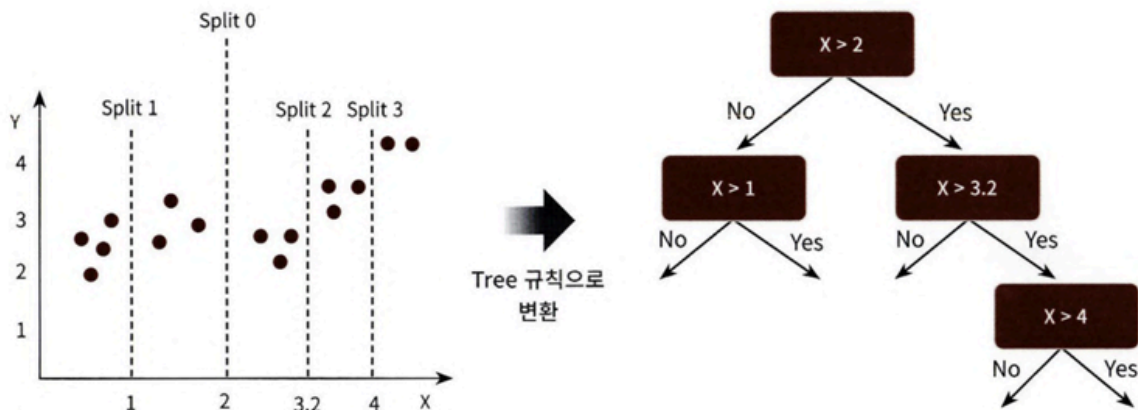 Split 0
Split 1
Split 2
Split 3
Y
4
3
2
1
1
2
3.2
4
X
Tree 규칙으로
변환
X > 2
No
Yes
X > 1
X > 3.2
No
Yes
No
Yes
X > 4
No
Yes